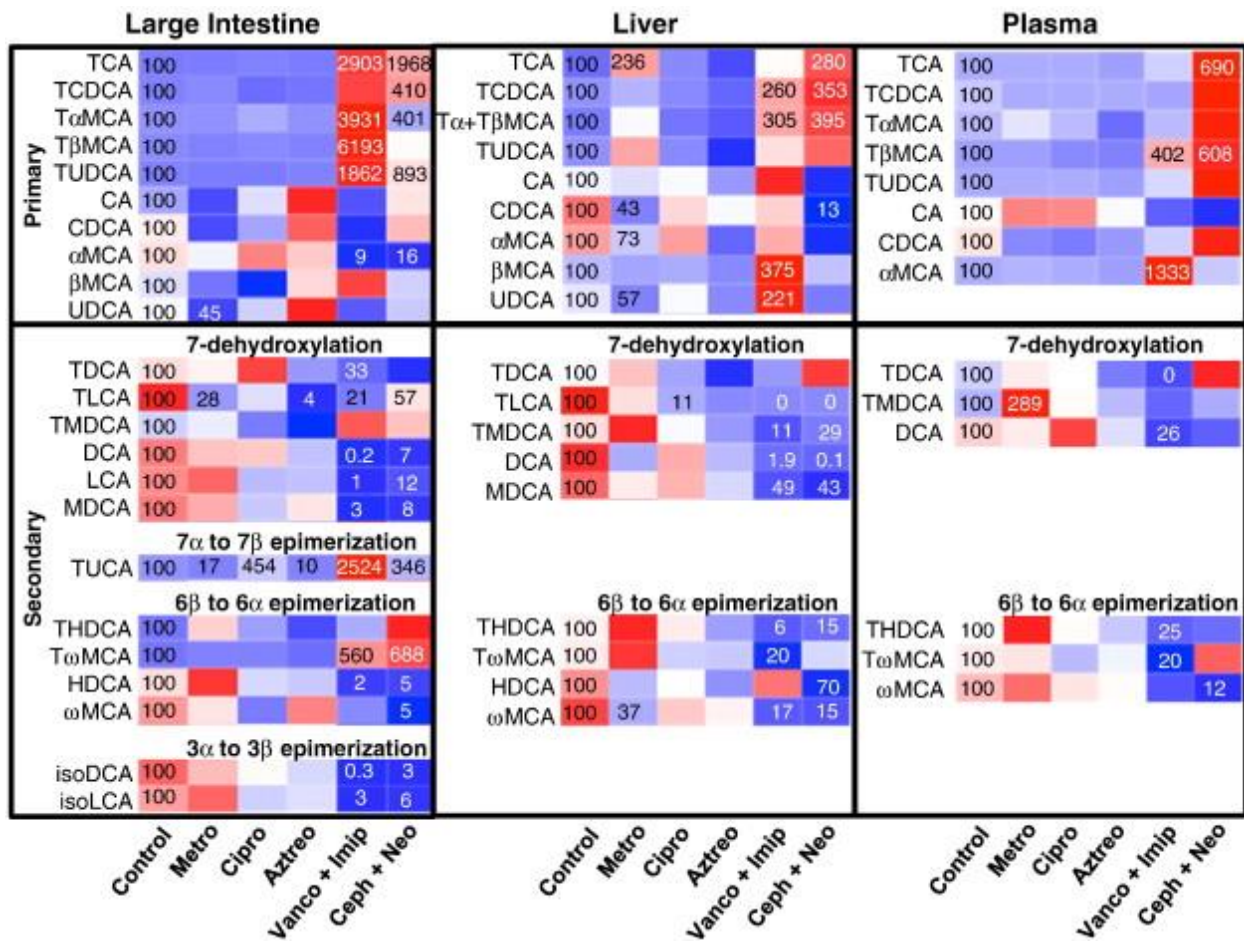 Large Intestine Liver Plasma
Primary
TCA 100 2903 1968
TCDCA 100 410
TαMCA 100 3931 401
TβMCA 100 6193
TUDCA 100 1862 893
CA 100
CDCA 100
αMCA 100 9 16
βMCA 100
UDCA 100 45
TCA 100 236 280
TCDCA 100 260 353
Tα+TβMCA 100 305 395
TUDCA 100
CA 100
CDCA 100 43 13
αMCA 100 73
βMCA 100 375
UDCA 100 57 221
TCA 100 690
TCDCA 100
TαMCA 100
TβMCA 100 402 608
TUDCA 100
CA 100
CDCA 100
αMCA 100 1333
Secondary
7-dehydroxylation
TDCA 100 33
TLCA 100 28 4 21 57
TMDCA 100
DCA 100 0.2 7
LCA 100 1 12
MDCA 100 3 8
7α to 7β epimerization
TUCA 100 17 454 10 2524 346
6β to 6α epimerization
THDCA 100
TωMCA 100 560 688
HDCA 100 2 5
ωMCA 100 5
3α to 3β epimerization
isoDCA 100 0.3 3
isoLCA 100 3 6
7-dehydroxylation
TDCA 100
TLCA 100 11 0 0
TMDCA 100 11 29
DCA 100 1.9 0.1
MDCA 100 49 43
6β to 6α epimerization
THDCA 100 6 15
TωMCA 100 20
HDCA 100 70
ωMCA 100 37 17 15
7-dehydroxylation
TDCA 100 0
TMDCA 100 289
DCA 100 26
6β to 6α epimerization
THDCA 100 25
TωMCA 100 20
ωMCA 100 12
Control Metro Cipro Aztreo Vanco + Imip Ceph + Neo
Control Metro Cipro Aztreo Vanco + Imip Ceph + Neo
Control Metro Cipro Aztreo Vanco + Imip Ceph + Neo